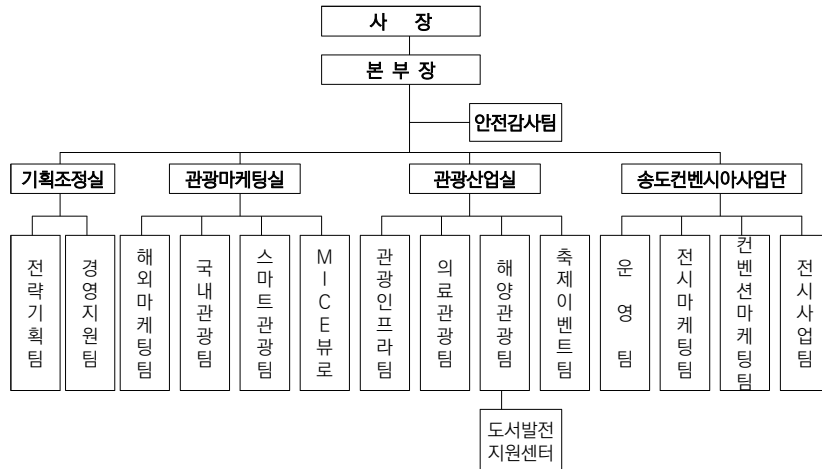 사 장
본 부 장
안전감사팀
기획조정실
관광마케팅실
관광산업실
송도컨벤시아사업단
전략기획팀
경영지원팀
해외마케팅팀
국내관광팀
스마트관광팀
MICE뷰로
관광인프라팀
의료관광팀
해양관광팀
축제이벤트팀
운 영 팀
전시마케팅팀
컨벤션마케팅팀
전시사업팀
도서발전
지원센터